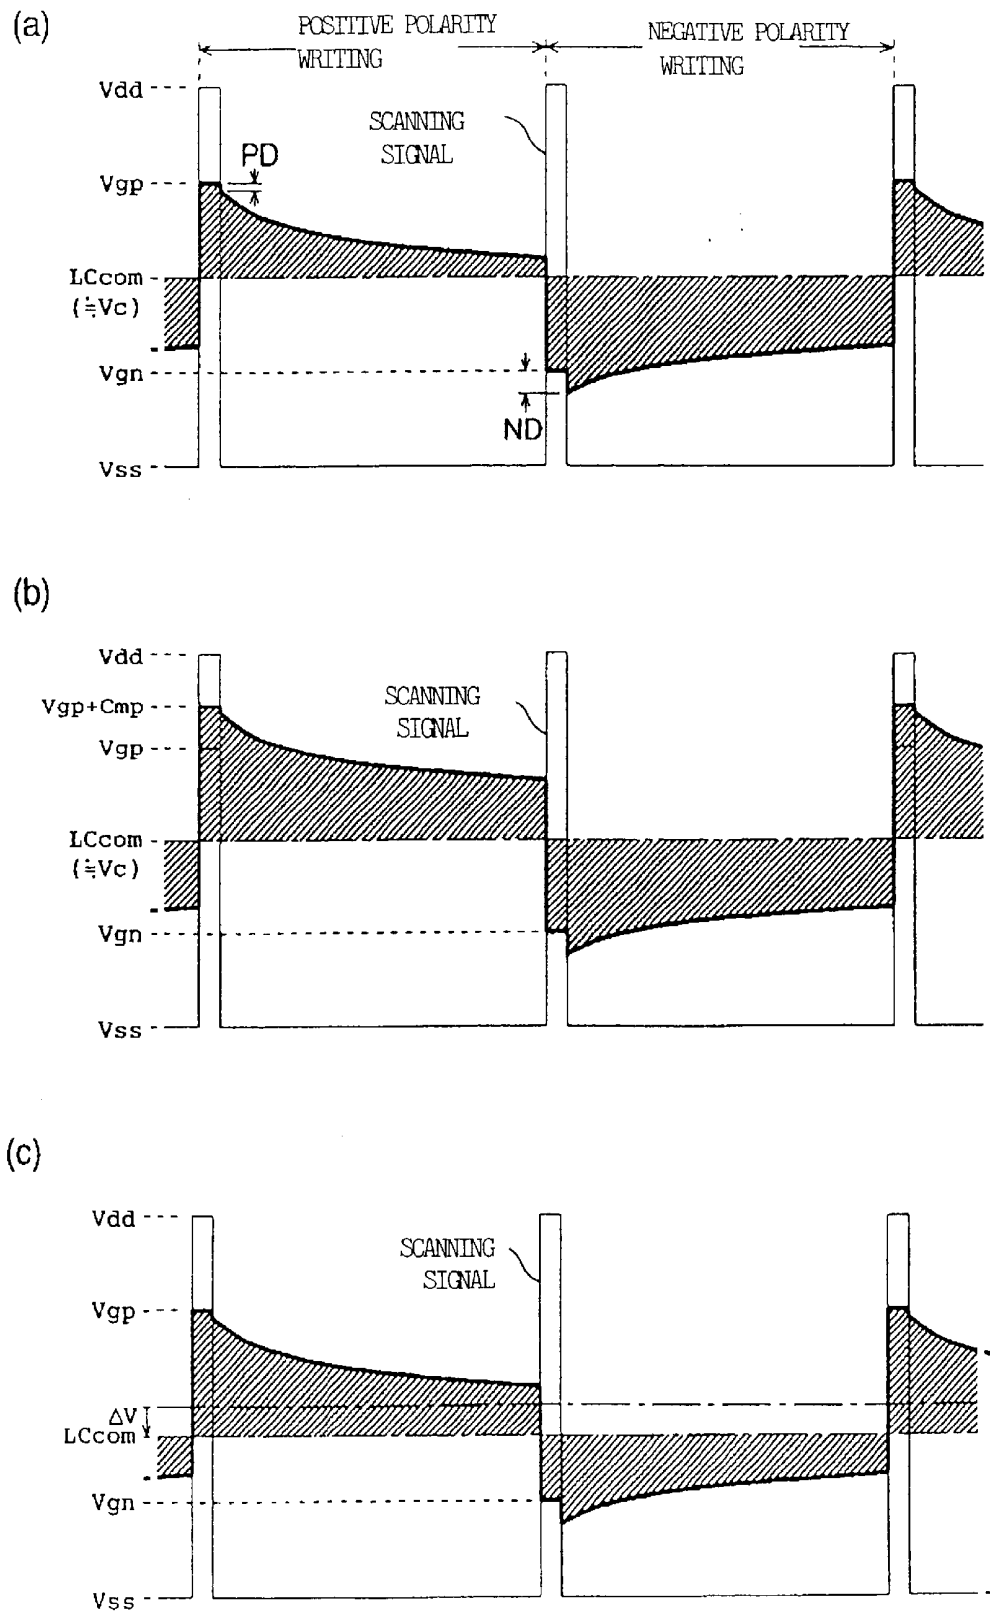 (a)
POSITIVE POLARITY
WRITING
NEGATIVE POLARITY
WRITING
Vdd
SCANNING
SIGNAL
PD
Vgp
LCcom
(≒Vc)
Vgn
ND
Vss
(b)
Vdd
Vgp+Cmp
SCANNING
SIGNAL
Vgp
LCcom
(≒Vc)
Vgn
Vss
(c)
Vdd
SCANNING
SIGNAL
Vgp
ΔV
LCcom
Vgn
Vss